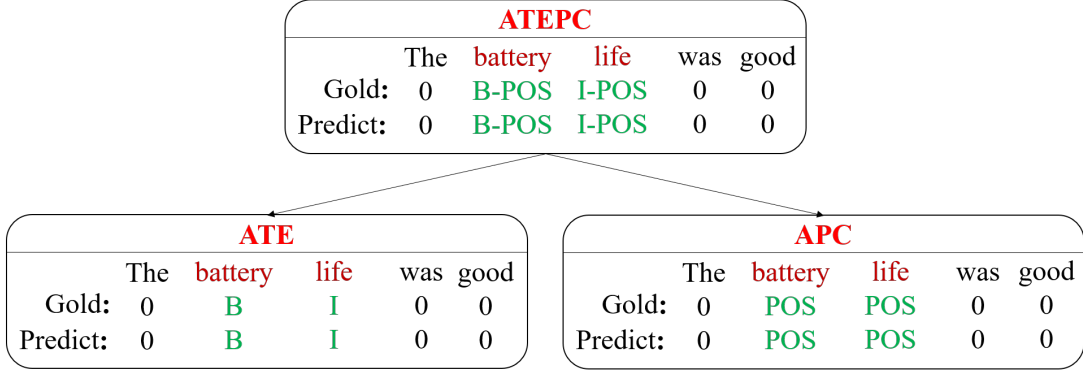 ATEPC
The battery life was good
Gold: 0 B-POS I-POS 0 0
Predict: 0 B-POS I-POS 0 0
ATE
The battery life was good
Gold: 0 B I 0 0
Predict: 0 B I 0 0
APC
The battery life was good
Gold: 0 POS POS 0 0
Predict: 0 POS POS 0 0